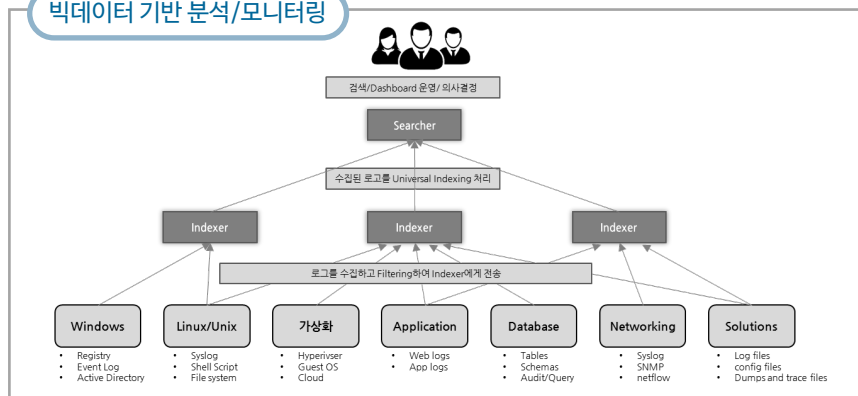 빅데이터 기반 분석/모니터링
검색/Dashboard 운영/ 의사결정
Searcher
수집된 로고를 Universal Indexing 처리
Indexer
Indexer
Indexer
로그를 수집하고 Filtering하여 Indexer에게 전송
Windows
Linux/Unix
가상화
Application
Database
Networking
Solutions
• Registry
• Event Log
• Active Directory
• Syslog
• Shell Script
• File system
• Hyperivser
• Guest OS
• Cloud
• Web logs
• App logs
• Tables
• Schemas
• Audit/Query
• Syslog
• SNMP
• netflow
• Log files
• config files
• Dumps and trace files